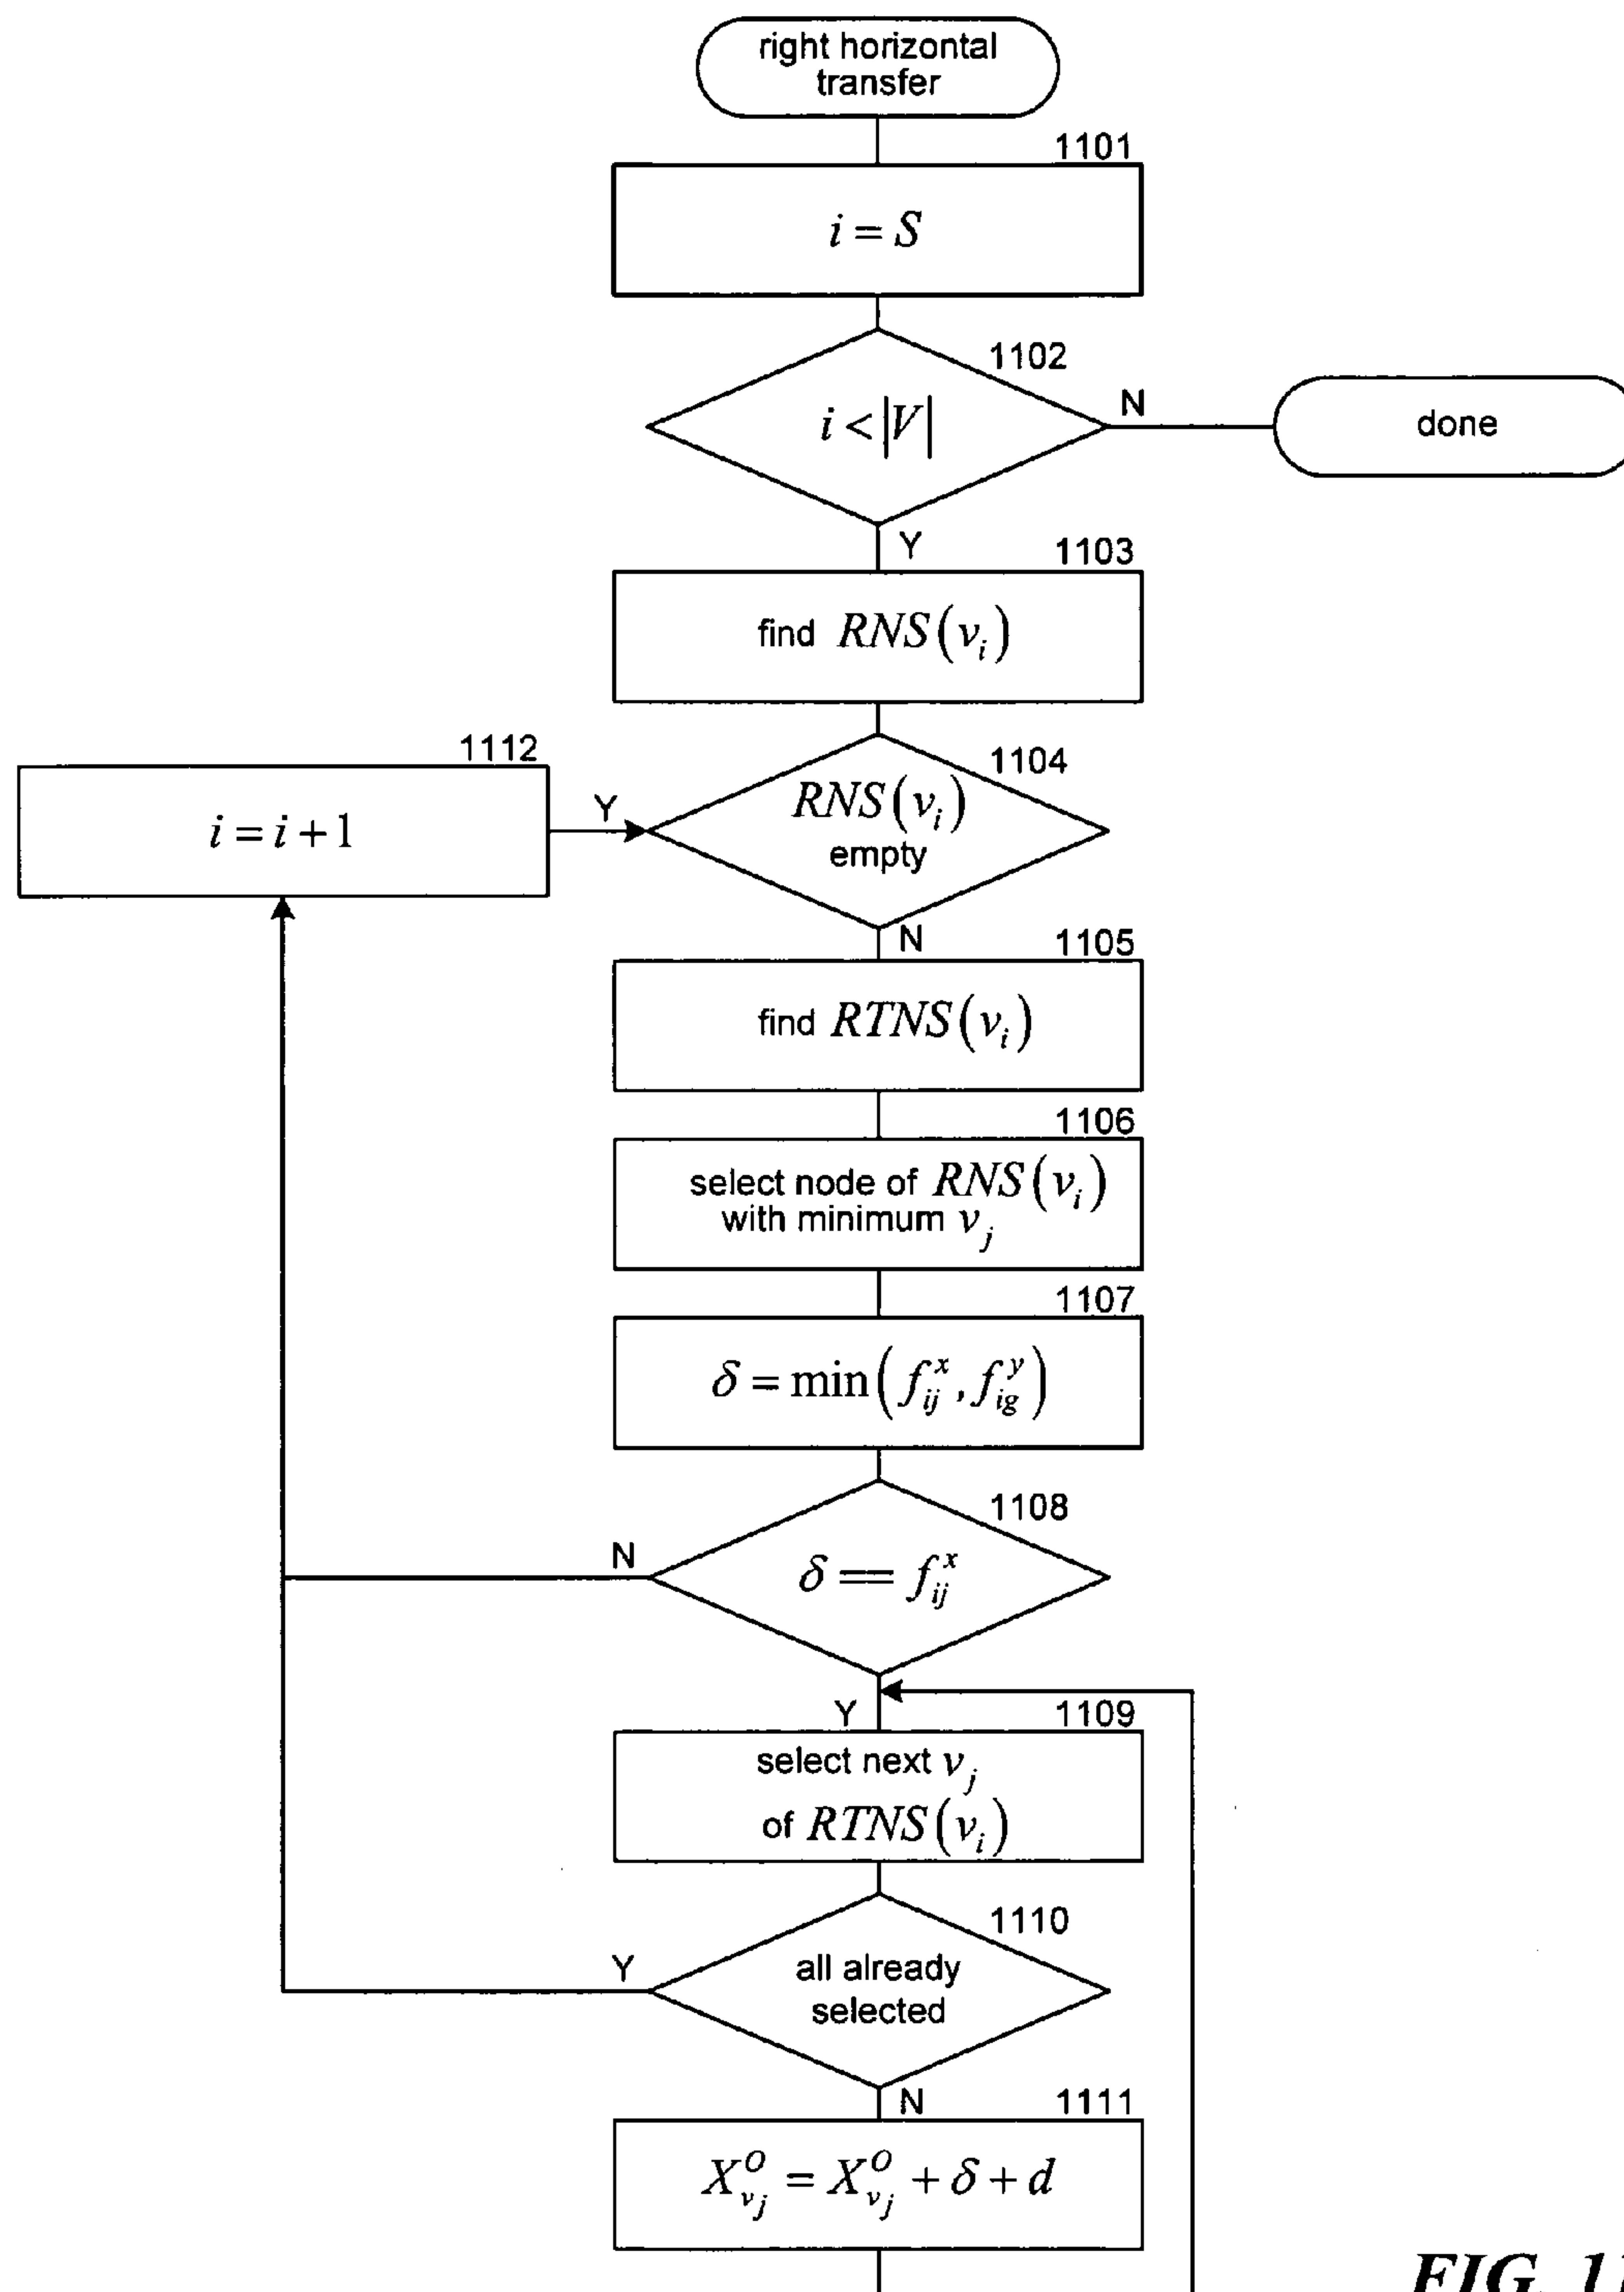 right horizontal
transfer
1101
i = S
1102
i < |V|
N
done
Y
1103
find RNS(v_i)
1112
i = i + 1
Y
1104
RNS(v_i)
empty
N
1105
find RTNS(v_i)
1106
select node of RNS(v_i)
with minimum v_j
1107
δ = min(f_ij^x, f_ig^y)
1108
N
δ == f_ij^x
Y
1109
select next v_j
of RTNS(v_i)
1110
Y
all already
selected
N
1111
X_{v_j}^O = X_{v_j}^O + δ + d
FIG. 11